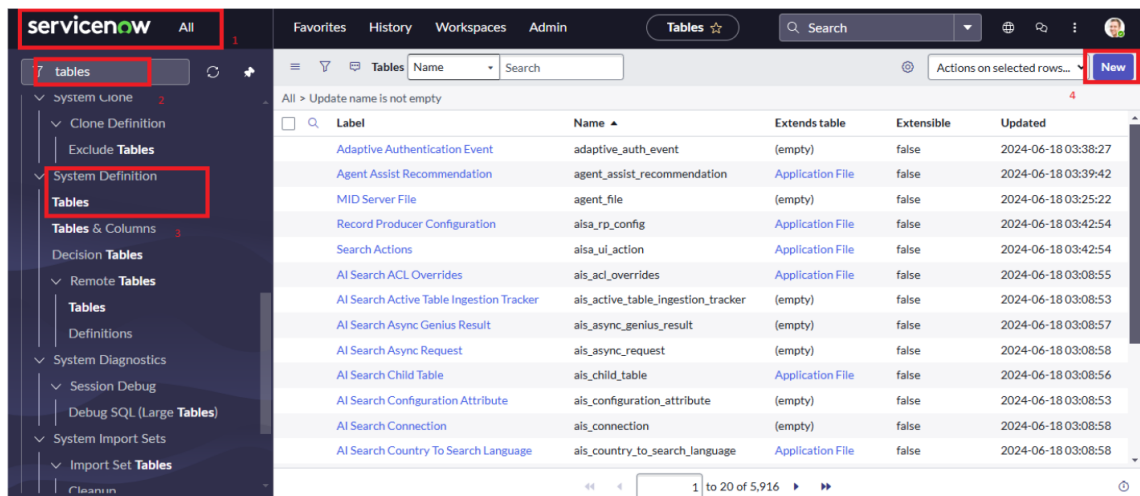 servicenow All Favorites History Workspaces Admin Tables Search
1
tables Tables Name Search Actions on selected rows... New
System Clone 2 All > Update name is not empty 4
Clone Definition Label Name Extends table Extensible Updated
Exclude Tables Adaptive Authentication Event adaptive_auth_event (empty) false 2024-06-18 03:38:27
System Definition Agent Assist Recommendation agent_assist_recommendation Application File false 2024-06-18 03:39:42
Tables MID Server File agent_file (empty) false 2024-06-18 03:25:22
Tables & Columns 3 Record Producer Configuration aisa_rp_config Application File false 2024-06-18 03:42:54
Decision Tables Search Actions aisa_ui_action Application File false 2024-06-18 03:42:54
Remote Tables AI Search ACL Overrides ais_acl_overrides Application File false 2024-06-18 03:08:55
Tables AI Search Active Table Ingestion Tracker ais_active_table_ingestion_tracker (empty) false 2024-06-18 03:08:53
Definitions AI Search Async Genius Result ais_async_genius_result (empty) false 2024-06-18 03:08:57
System Diagnostics AI Search Async Request ais_async_request (empty) false 2024-06-18 03:08:58
Session Debug AI Search Child Table ais_child_table Application File false 2024-06-18 03:08:56
Debug SQL (Large Tables) AI Search Configuration Attribute ais_configuration_attribute (empty) false 2024-06-18 03:08:53
System Import Sets AI Search Connection ais_connection (empty) false 2024-06-18 03:08:58
Import Set Tables AI Search Country To Search Language ais_country_to_search_language Application File false 2024-06-18 03:08:58
Cleanup 1 to 20 of 5,916